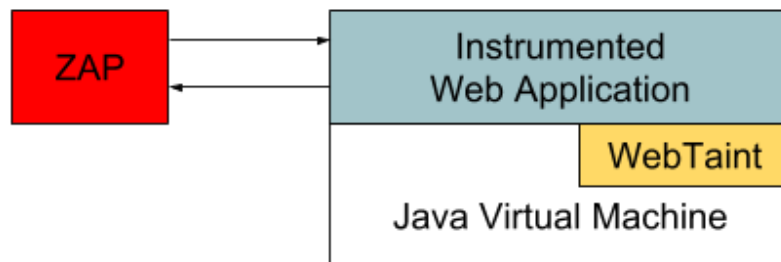 ZAP
Instrumented
Web Application
WebTaint
Java Virtual Machine